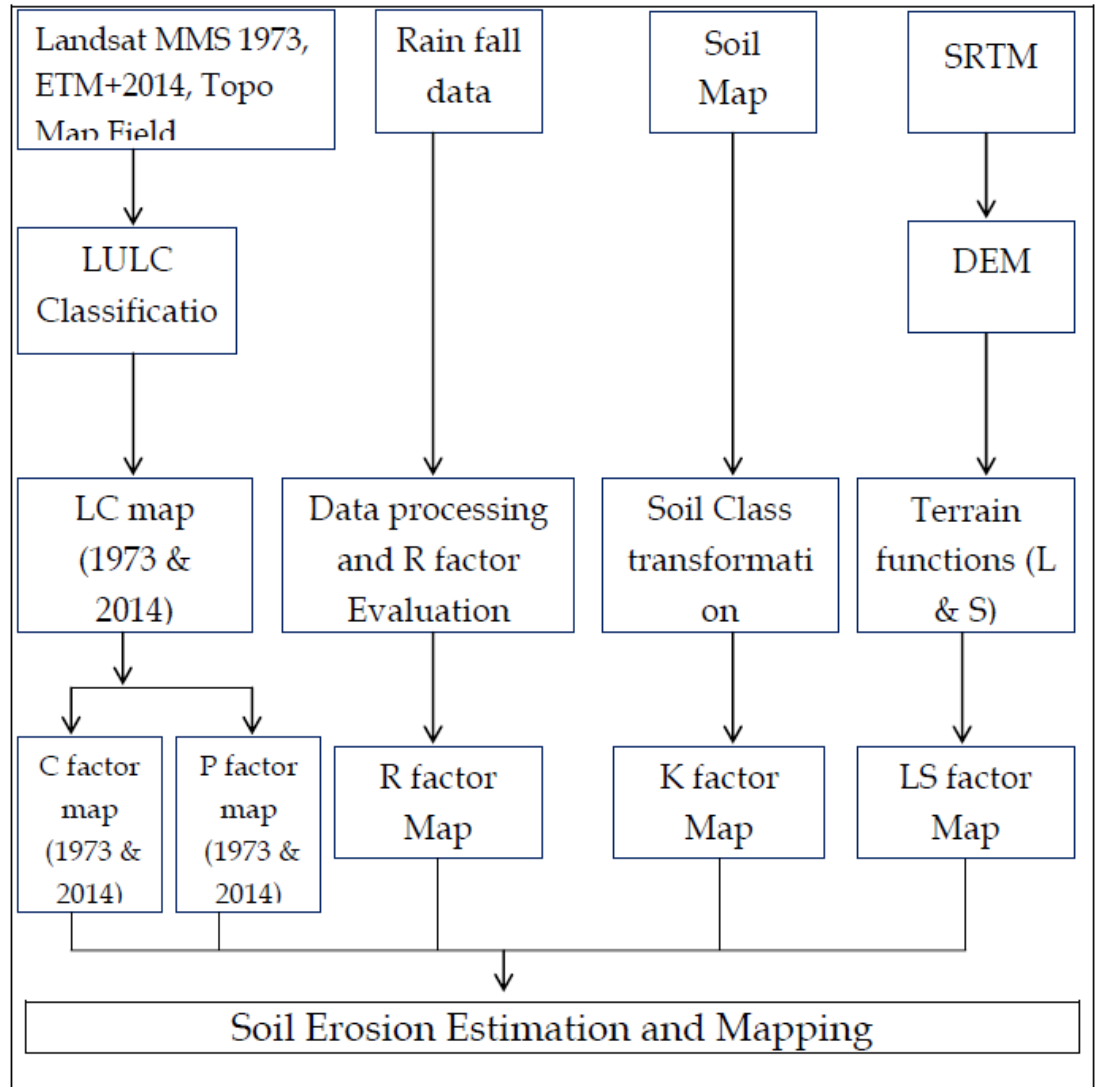 Landsat MMS 1973,
ETM+2014, Topo
Map Field
Rain fall
data
Soil
Map
SRTM
LULC
Classificatio
DEM
LC map
(1973 &
2014)
Data processing
and R factor
Evaluation
Soil Class
transformati
on
Terrain
functions (L
& S)
C factor
map
(1973 &
2014)
P factor
map
(1973 &
2014)
R factor
Map
K factor
Map
LS factor
Map
Soil Erosion Estimation and Mapping